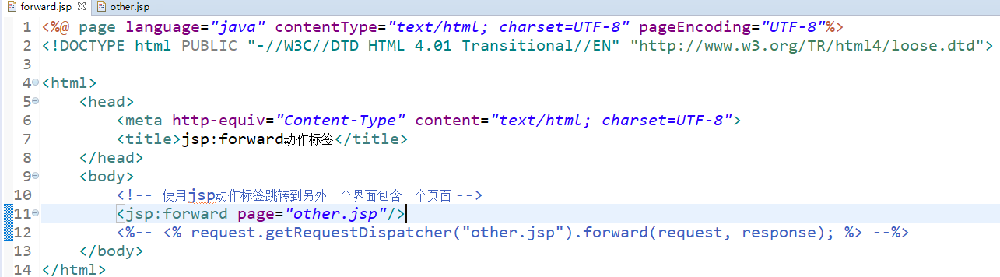 forward.jsp other.jsp
1 <%@ page language="java" contentType="text/html; charset=UTF-8" pageEncoding="UTF-8"%>
2 <!DOCTYPE html PUBLIC "-//W3C//DTD HTML 4.01 Transitional//EN" "http://www.w3.org/TR/html4/loose.dtd">
3
4 <html>
5 <head>
6 <meta http-equiv="Content-Type" content="text/html; charset=UTF-8">
7 <title>jsp:forward动作标签</title>
8 </head>
9 <body>
10 <!-- 使用jsp动作标签跳转到另外一个界面包含一个页面 -->
11 <jsp:forward page="other.jsp"/>
12 <%-- <% request.getRequestDispatcher("other.jsp").forward(request, response); %> --%>
13 </body>
14 </html>